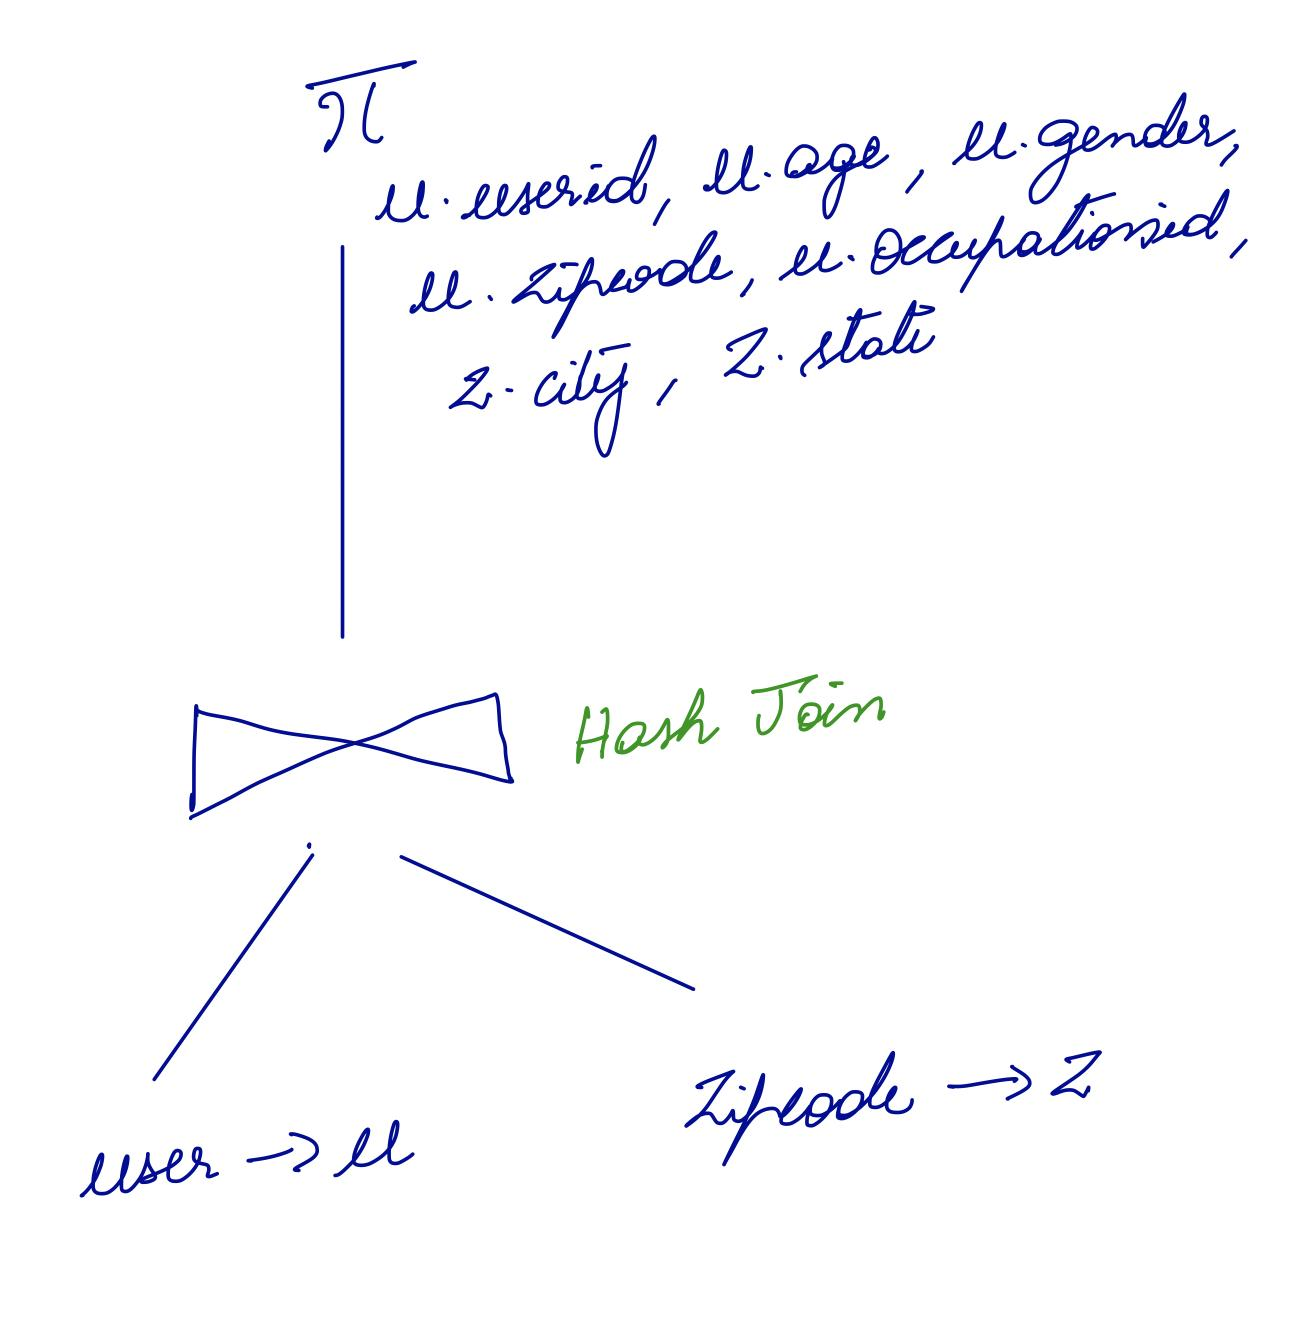 π
u.userid, u.age, u.gender,
u.zipcode, u.occupationid,
z.city, z.state
Hash Join
user → u
zipcode → z